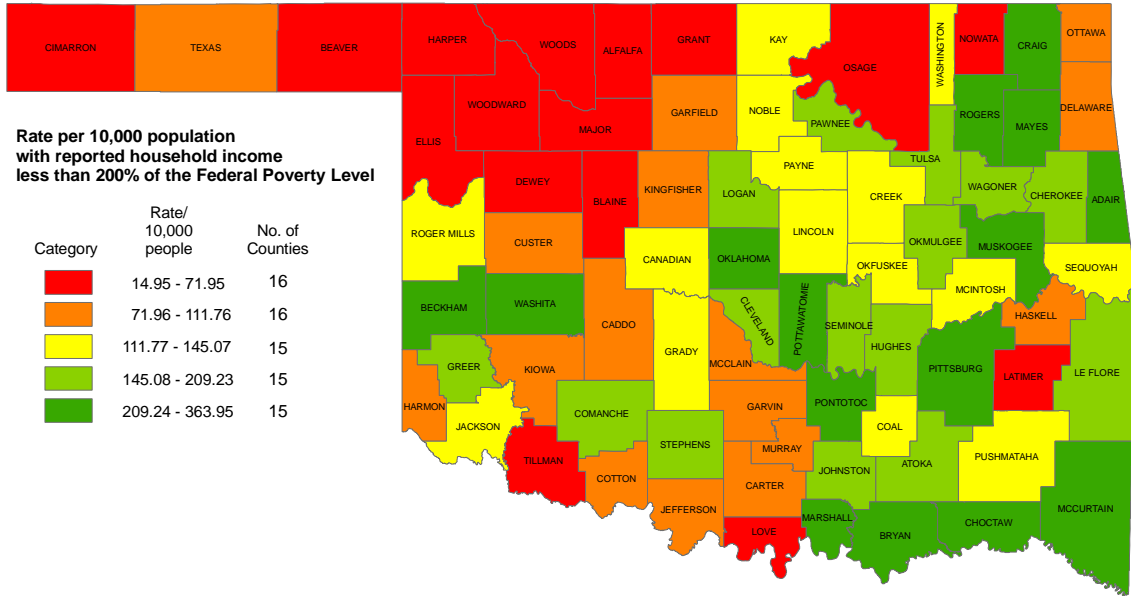 CIMARRON
TEXAS
BEAVER
HARPER
WOODS
ALFALFA
GRANT
KAY
OSAGE
WASHINGTON
NOWATA
CRAIG
OTTAWA
WOODWARD
ELLIS
MAJOR
GARFIELD
NOBLE
PAWNEE
ROGERS
MAYES
DELAWARE
Rate per 10,000 population
with reported household income
less than 200% of the Federal Poverty Level
DEWEY
BLAINE
KINGFISHER
LOGAN
PAYNE
CREEK
TULSA
WAGONER
CHEROKEE
ADAIR
ROGER MILLS
CUSTER
CANADIAN
OKLAHOMA
LINCOLN
OKFUSKEE
OKMULGEE
MUSKOGEE
MCINTOSH
SEQUOYAH
Category
Rate/
10,000
people
No. of
Counties
14.95 - 71.95
16
71.96 - 111.76
16
111.77 - 145.07
15
145.08 - 209.23
15
209.24 - 363.95
15
BECKHAM
WASHITA
CADDO
GRADY
CLEVELAND
POTTAWATOMIE
SEMINOLE
HUGHES
PITTSBURG
HASKELL
LATIMER
LE FLORE
GREER
KIOWA
MCCLAIN
HARMON
JACKSON
COMANCHE
GARVIN
PONTOTOC
COAL
TILLMAN
COTTON
STEPHENS
MURRAY
JOHNSTON
ATOKA
PUSHMATAHA
JEFFERSON
CARTER
LOVE
MARSHALL
BRYAN
CHOCTAW
MCCURTAIN